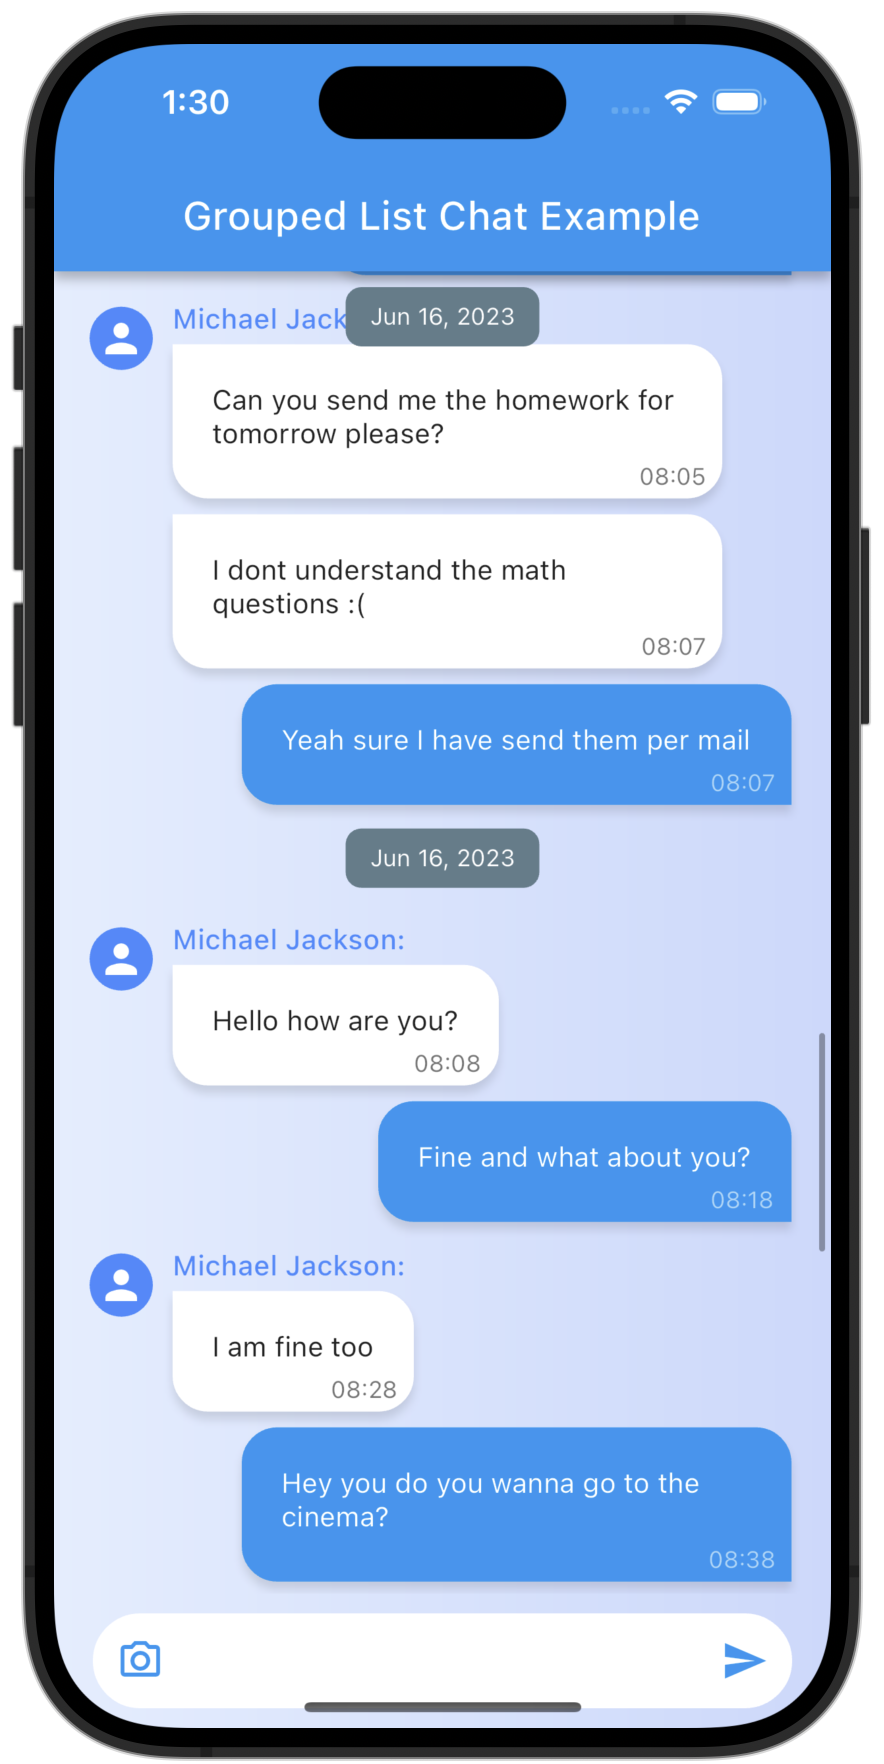 1:30
Grouped List Chat Example
Jun 16, 2023
Michael Jack
Can you send me the homework for
tomorrow please?
08:05
I dont understand the math
questions :(
08:07
Yeah sure I have send them per mail
08:07
Jun 16, 2023
Michael Jackson:
Hello how are you?
08:08
Fine and what about you?
08:18
Michael Jackson:
I am fine too
08:28
Hey you do you wanna go to the
cinema?
08:38